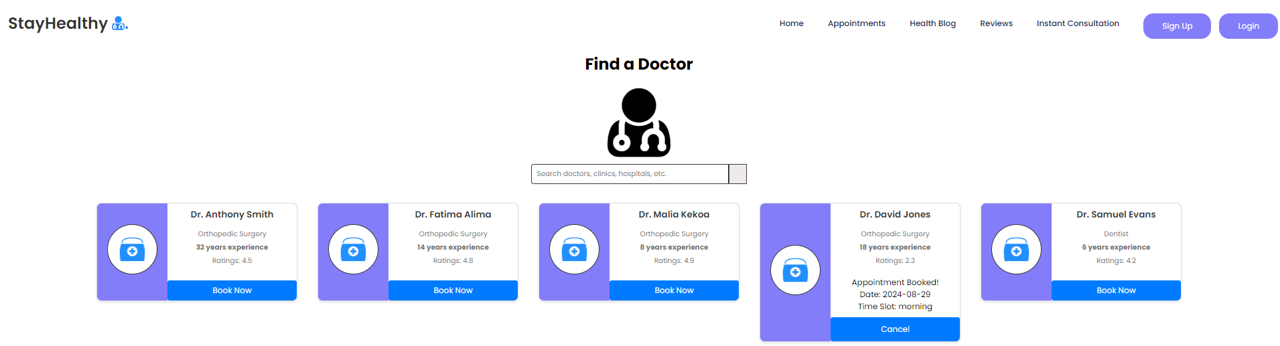 StayHealthy
Home
Appointments
Health Blog
Reviews
Instant Consultation
Sign Up
Login
Find a Doctor
Search doctors, clinics, hospitals, etc.
Dr. Anthony Smith
Orthopedic Surgery
32 years experience
Ratings: 4.5
Book Now
Dr. Fatima Alima
Orthopedic Surgery
14 years experience
Ratings: 4.8
Book Now
Dr. Malia Kekoa
Orthopedic Surgery
8 years experience
Ratings: 4.9
Book Now
Dr. David Jones
Orthopedic Surgery
18 years experience
Ratings: 2.3
Appointment Booked!
Date: 2024-08-29
Time Slot: morning
Cancel
Dr. Samuel Evans
Dentist
6 years experience
Ratings: 4.2
Book Now